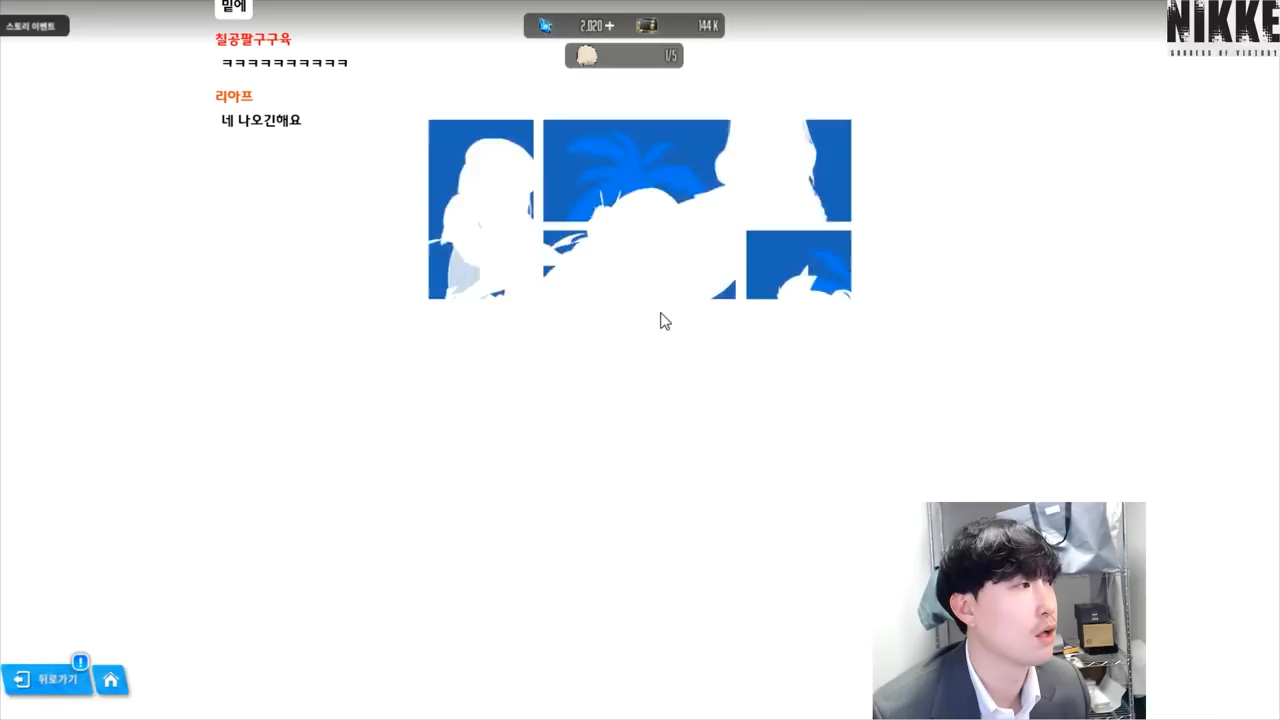 밑에
스토리 이벤트
칠공팔구구육
ㅋㅋㅋㅋㅋㅋㅋㅋㅋㅋ
리아프
네 나오긴해요
2,020 +
144 K
1/5
NIKKE
GODDESS OF VICTORY
!
뒤로가기